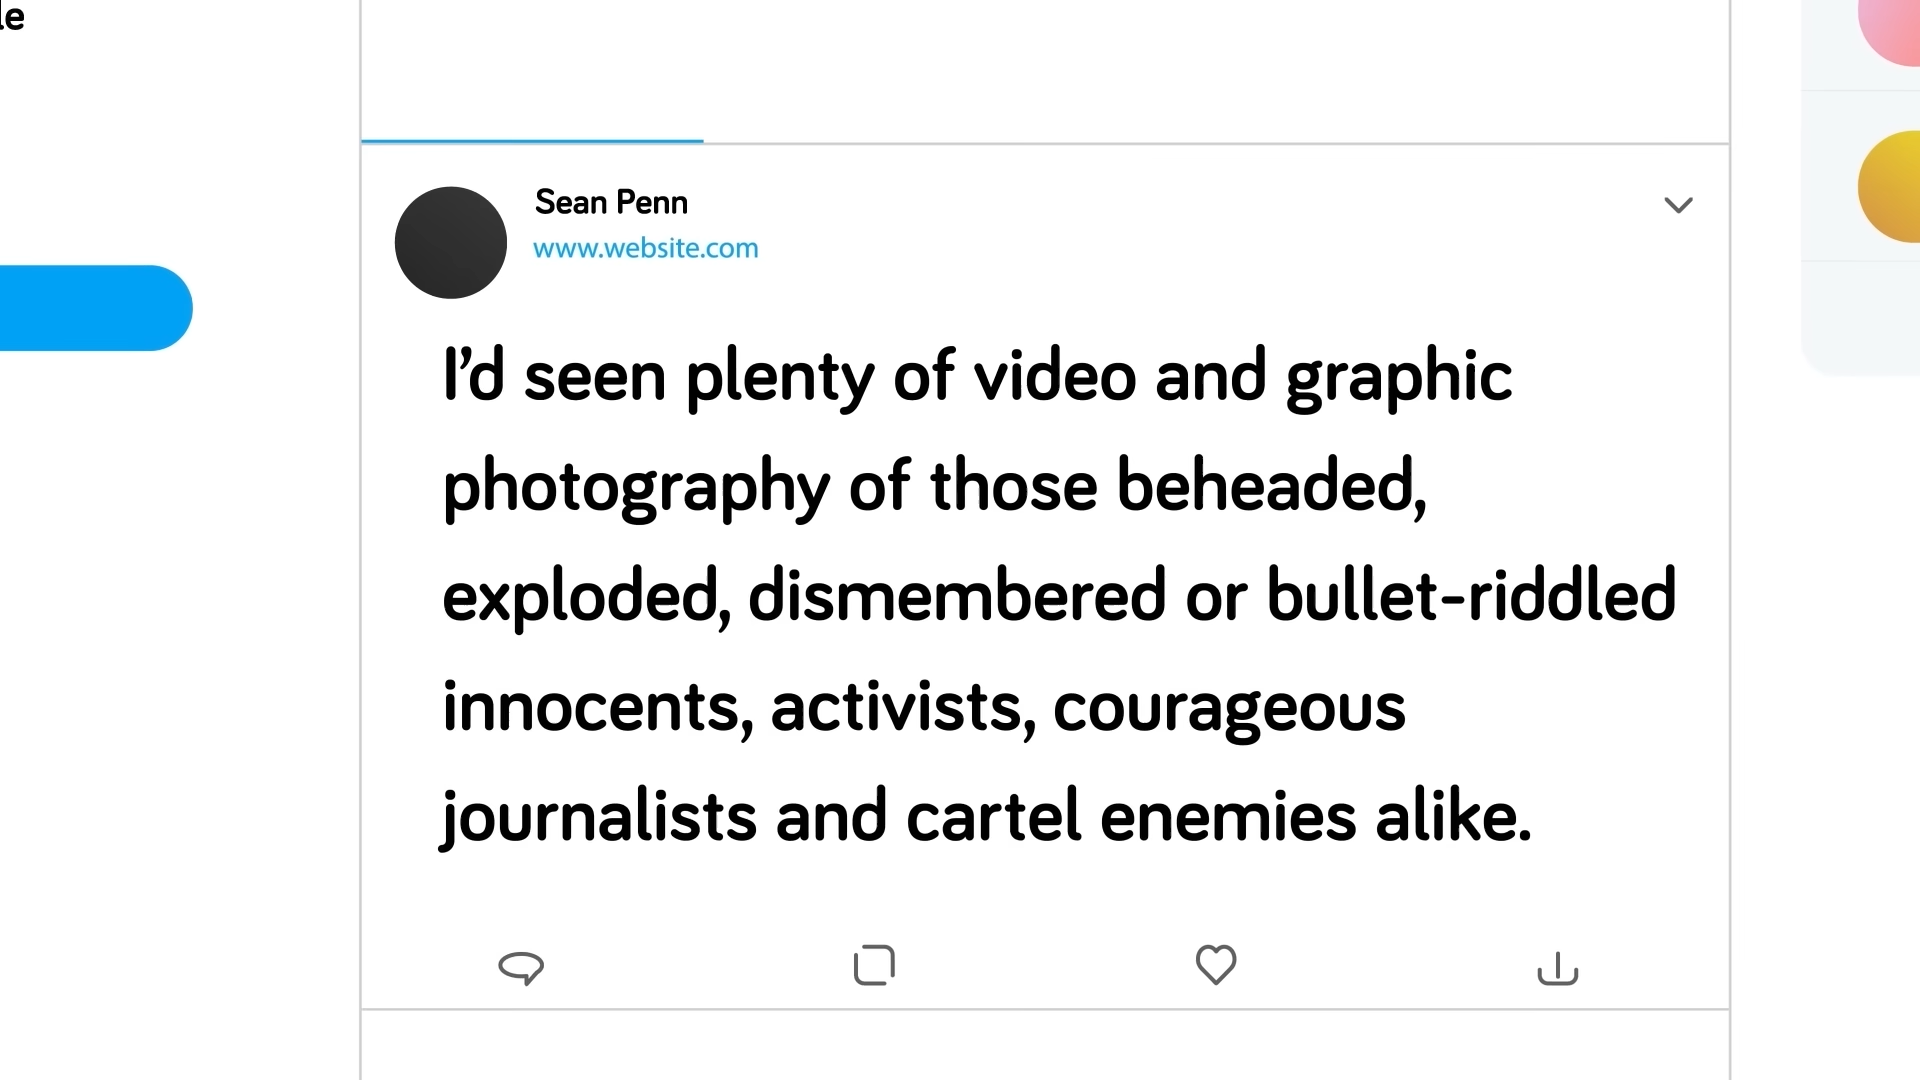 le
Sean Penn
www.website.com
I’d seen plenty of video and graphic
photography of those beheaded,
exploded, dismembered or bullet-riddled
innocents, activists, courageous
journalists and cartel enemies alike.